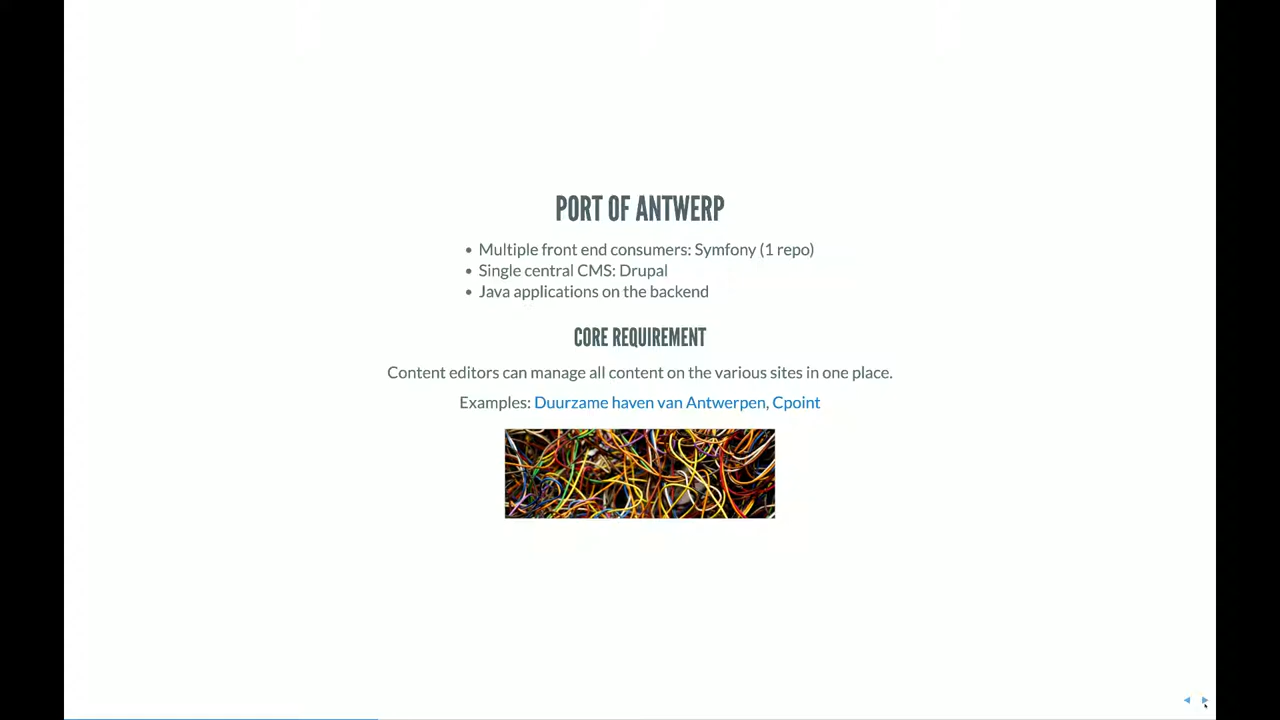 PORT OF ANTWERP
• Multiple front end consumers: Symfony (1 repo)
• Single central CMS: Drupal
• Java applications on the backend
CORE REQUIREMENT
Content editors can manage all content on the various sites in one place.
Examples: Duurzame haven van Antwerpen, Cpoint